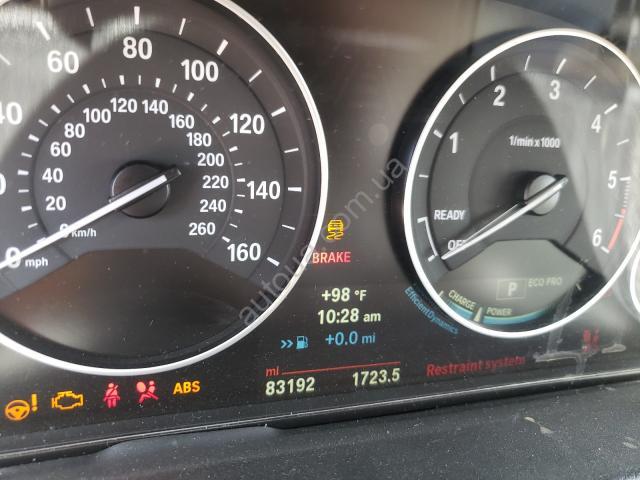 40 60 80 100 120 140 160
0 mph
20 40 60 80 100 120 140 160 180 200 220 240 260
0 km/h
1 2 3 4 5 6
1/min x 1000
READY
OFF
P ECO PRO
CHARGE POWER
EfficientDynamics
BRAKE
+98 °F
10:28 am
>> +0.0 mi
mi
83192 1723.5
Restraint system
! ABS
autoua.com.ua